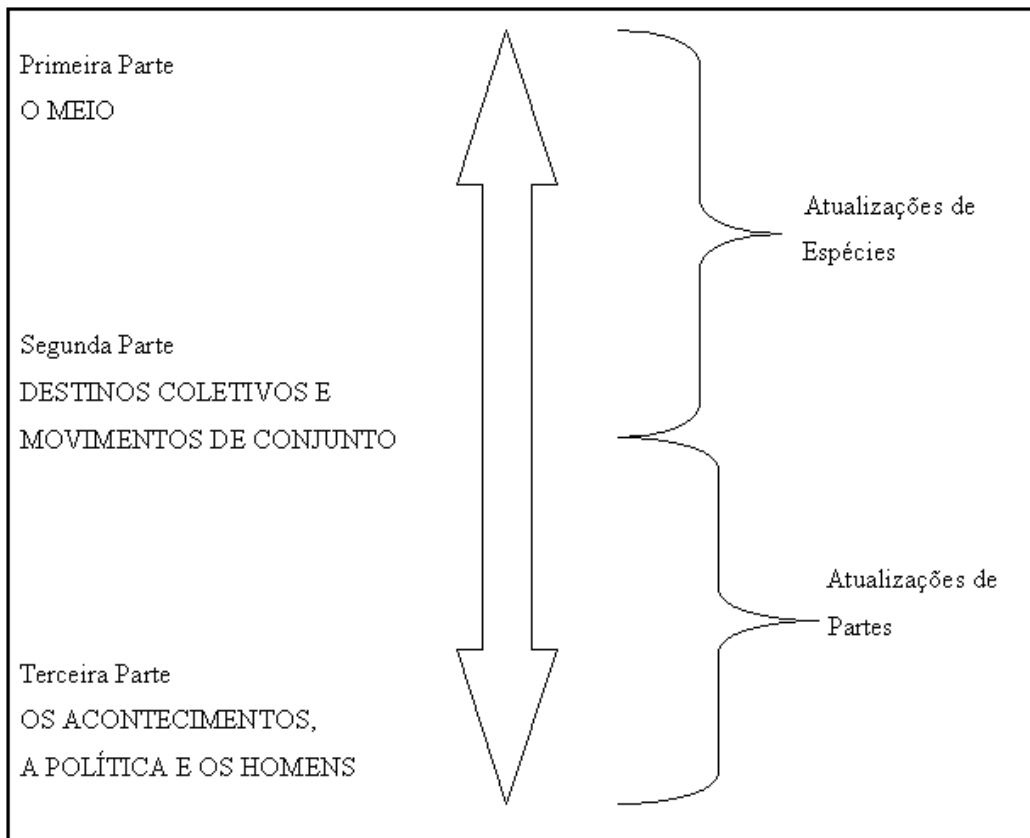 Primeira Parte
O MEIO
Atualizações de
Espécies
Segunda Parte
DESTINOS COLETIVOS E
MOVIMENTOS DE CONJUNTO
Atualizações de
Partes
Terceira Parte
OS ACONTECIMENTOS,
A POLÍTICA E OS HOMENS